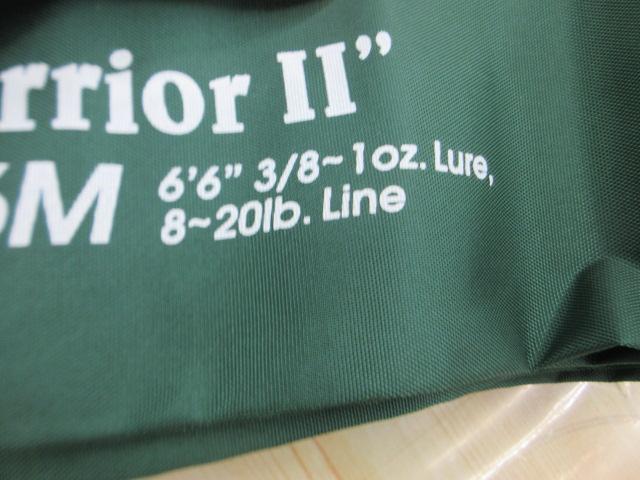 rrior II”
6M
6'6" 3/8~1oz. Lure,
8~20lb. Line